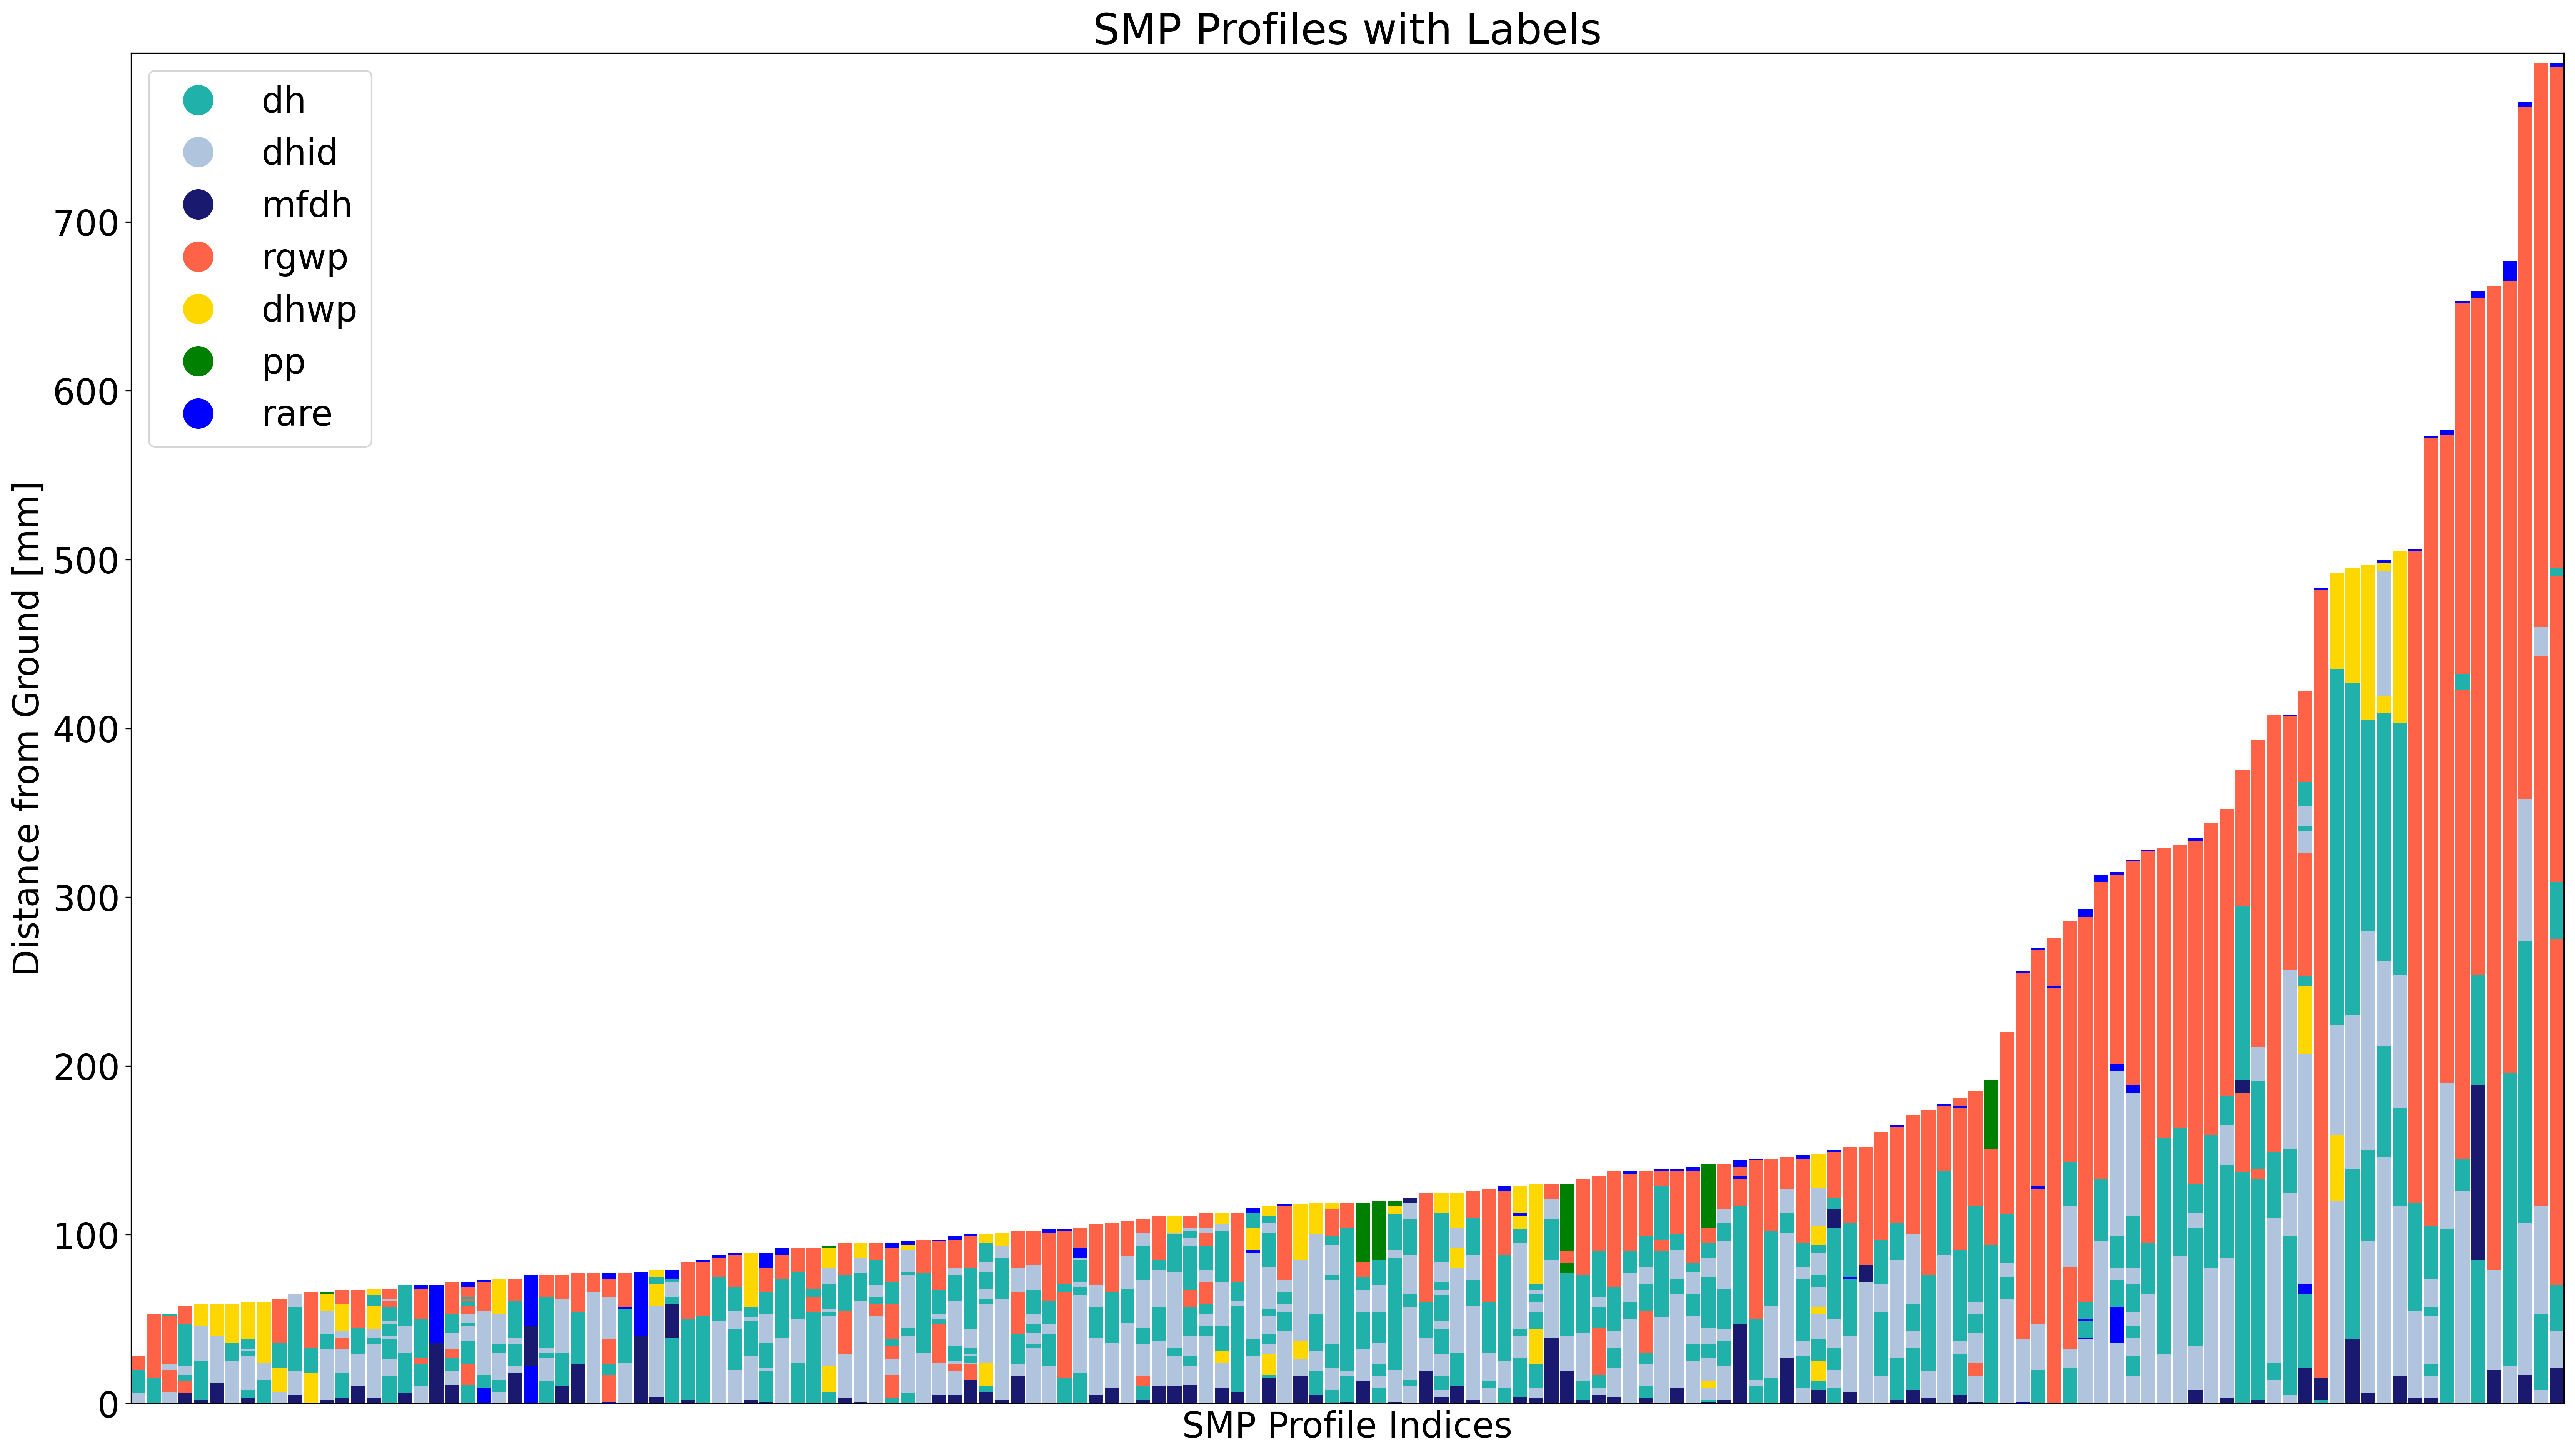 SMP Profiles with Labels
dh
dhid
mfdh
rgwp
dhwp
pp
rare
700
600
500
400
300
200
100
0
Distance from Ground [mm]
SMP Profile Indices